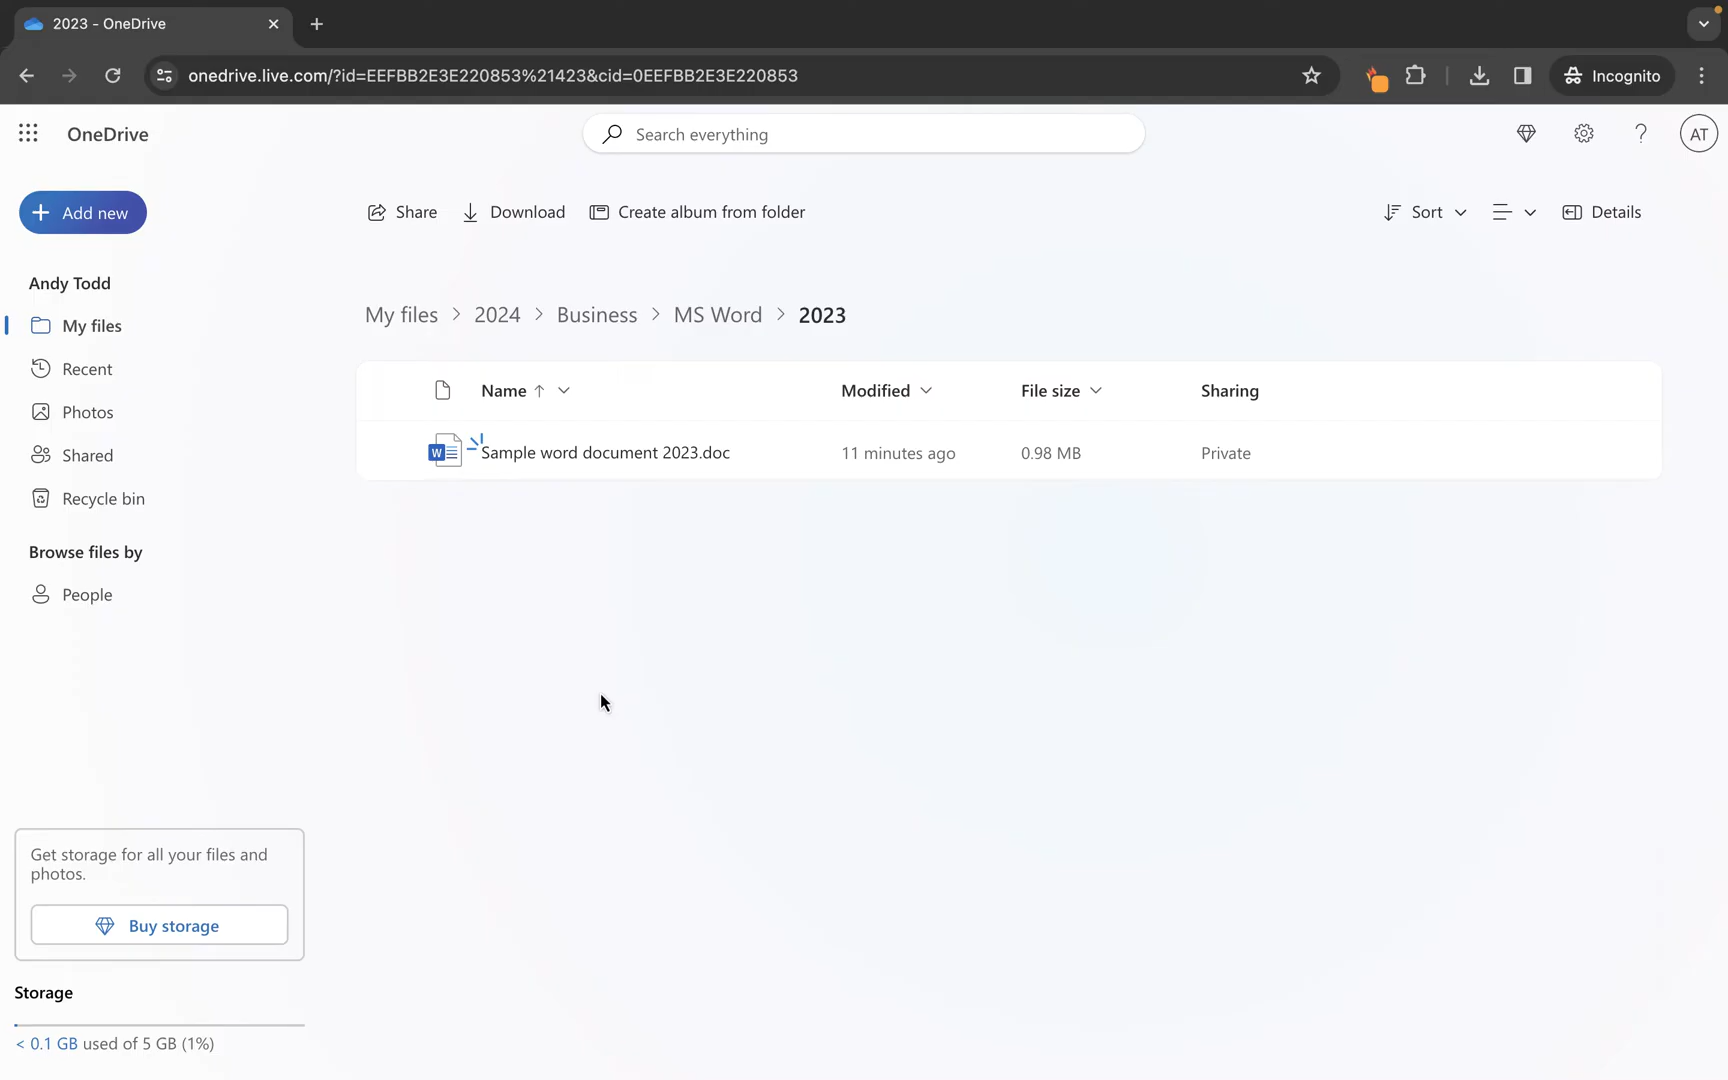 2023 - OneDrive
onedrive.live.com/?id=EEFBB2E3E220853%21423&cid=0EEFBB2E3E220853
Incognito
OneDrive
Search everything
AT
Add new
Share
Download
Create album from folder
Sort
Details
Andy Todd
My files
Recent
Photos
Shared
Recycle bin
Browse files by
People
My files > 2024 > Business > MS Word > 2023
Name ↑ Modified File size Sharing
W Sample word document 2023.doc 11 minutes ago 0.98 MB Private
Get storage for all your files and
photos.
Buy storage
Storage
< 0.1 GB used of 5 GB (1%)